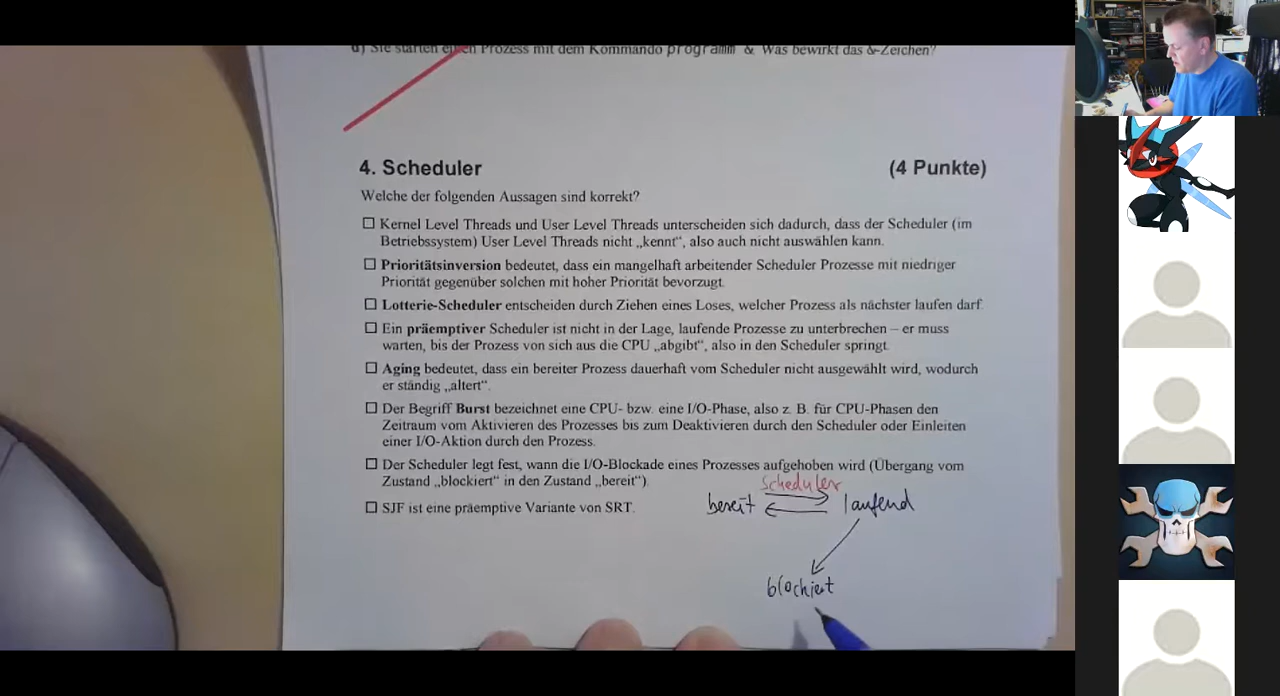 d) Sie starten einen Prozess mit dem Kommando programm & Was bewirkt das &-Zeichen?
4. Scheduler (4 Punkte)
Welche der folgenden Aussagen sind korrekt?
☐ Kernel Level Threads und User Level Threads unterscheiden sich dadurch, dass der Scheduler (im
Betriebssystem) User Level Threads nicht „kennt“, also auch nicht auswählen kann.
☐ Prioritätsinversion bedeutet, dass ein mangelhaft arbeitender Scheduler Prozesse mit niedriger
Priorität gegenüber solchen mit hoher Priorität bevorzugt.
☐ Lotterie-Scheduler entscheiden durch Ziehen eines Loses, welcher Prozess als nächster laufen darf.
☐ Ein präemptiver Scheduler ist nicht in der Lage, laufende Prozesse zu unterbrechen – er muss
warten, bis der Prozess von sich aus die CPU „abgibt“, also in den Scheduler springt.
☐ Aging bedeutet, dass ein bereiter Prozess dauerhaft vom Scheduler nicht ausgewählt wird, wodurch
er ständig „altert“.
☐ Der Begriff Burst bezeichnet eine CPU- bzw. eine I/O-Phase, also z. B. für CPU-Phasen den
Zeitraum vom Aktivieren des Prozesses bis zum Deaktivieren durch den Scheduler oder Einleiten
einer I/O-Aktion durch den Prozess.
☐ Der Scheduler legt fest, wann die I/O-Blockade eines Prozesses aufgehoben wird (Übergang vom
Zustand „blockiert“ in den Zustand „bereit“)
☐ SJF ist eine präemptive Variante von SRT.
Scheduler
bereit laufend
blockiert